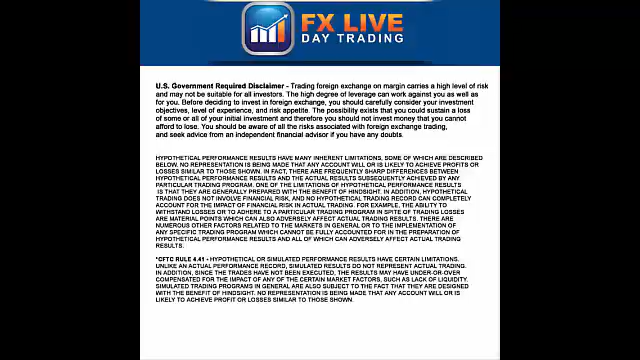 FX LIVE
DAY TRADING
U.S. Government Required Disclaimer - Trading foreign exchange on margin carries a high level of risk
and may not be suitable for all investors. The high degree of leverage can work against you as well as
for you. Before deciding to invest in foreign exchange, you should carefully consider your investment
objectives, level of experience, and risk appetite. The possibility exists that you could sustain a loss
of some or all of your initial investment and therefore you should not invest money that you cannot
afford to lose. You should be aware of all the risks associated with foreign exchange trading,
and seek advice from an independent financial advisor if you have any doubts.
HYPOTHETICAL PERFORMANCE RESULTS HAVE MANY INHERENT LIMITATIONS, SOME OF WHICH ARE DESCRIBED
BELOW. NO REPRESENTATION IS BEING MADE THAT ANY ACCOUNT WILL OR IS LIKELY TO ACHIEVE PROFITS OR
LOSSES SIMILAR TO THOSE SHOWN. IN FACT, THERE ARE FREQUENTLY SHARP DIFFERENCES BETWEEN
HYPOTHETICAL PERFORMANCE RESULTS AND THE ACTUAL RESULTS SUBSEQUENTLY ACHIEVED BY ANY
PARTICULAR TRADING PROGRAM. ONE OF THE LIMITATIONS OF HYPOTHETICAL PERFORMANCE RESULTS
IS THAT THEY ARE GENERALLY PREPARED WITH THE BENEFIT OF HINDSIGHT. IN ADDITION, HYPOTHETICAL
TRADING DOES NOT INVOLVE FINANCIAL RISK, AND NO HYPOTHETICAL TRADING RECORD CAN COMPLETELY
ACCOUNT FOR THE IMPACT OF FINANCIAL RISK IN ACTUAL TRADING. FOR EXAMPLE, THE ABILITY TO
WITHSTAND LOSSES OR TO ADHERE TO A PARTICULAR TRADING PROGRAM IN SPITE OF TRADING LOSSES
ARE MATERIAL POINTS WHICH CAN ALSO ADVERSELY AFFECT ACTUAL TRADING RESULTS. THERE ARE
NUMEROUS OTHER FACTORS RELATED TO THE MARKETS IN GENERAL OR TO THE IMPLEMENTATION OF
ANY SPECIFIC TRADING PROGRAM WHICH CANNOT BE FULLY ACCOUNTED FOR IN THE PREPARATION OF
HYPOTHETICAL PERFORMANCE RESULTS AND ALL OF WHICH CAN ADVERSELY AFFECT ACTUAL TRADING
RESULTS.
*CFTC RULE 4.41 - HYPOTHETICAL OR SIMULATED PERFORMANCE RESULTS HAVE CERTAIN LIMITATIONS.
UNLIKE AN ACTUAL PERFORMANCE RECORD, SIMULATED RESULTS DO NOT REPRESENT ACTUAL TRADING.
IN ADDITION, SINCE THE TRADES HAVE NOT BEEN EXECUTED, THE RESULTS MAY HAVE UNDER-OR-OVER
COMPENSATED FOR THE IMPACT OF ANY OF CERTAIN MARKET FACTORS, SUCH AS LACK OF LIQUIDITY.
SIMULATED TRADING PROGRAMS IN GENERAL ARE ALSO SUBJECT TO THE FACT THAT THEY ARE DESIGNED
WITH THE BENEFIT OF HINDSIGHT. NO REPRESENTATION IS BEING MADE THAT ANY ACCOUNT WILL OR IS
LIKELY TO ACHIEVE PROFIT OR LOSSES SIMILAR TO THOSE SHOWN.